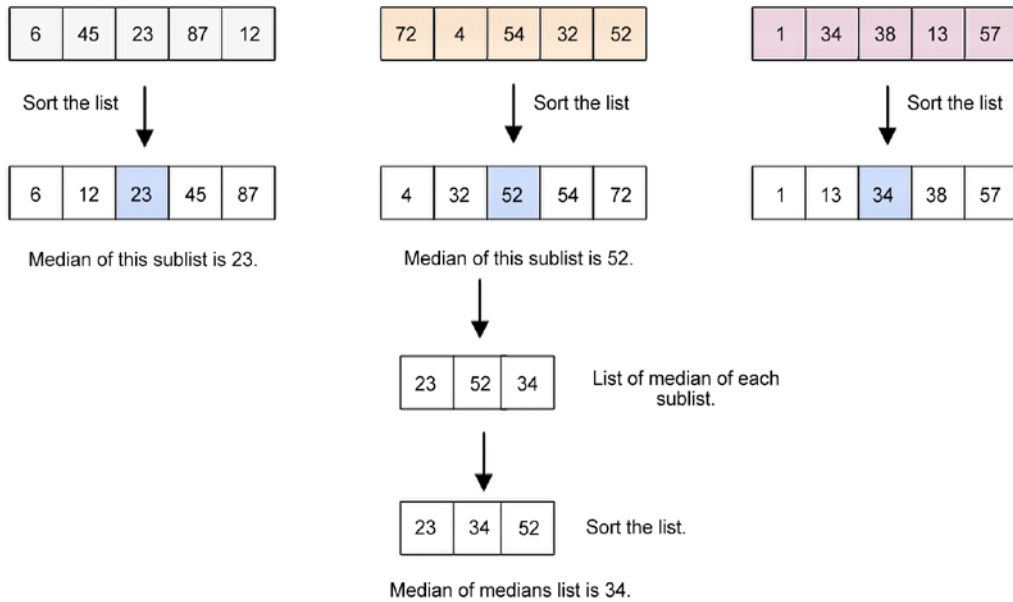 6 45 23 87 12
72 4 54 32 52
1 34 38 13 57
Sort the list
Sort the list
Sort the list
6 12 23 45 87
4 32 52 54 72
1 13 34 38 57
Median of this sublist is 23.
Median of this sublist is 52.
23 52 34
List of median of each
sublist.
23 34 52
Sort the list.
Median of medians list is 34.